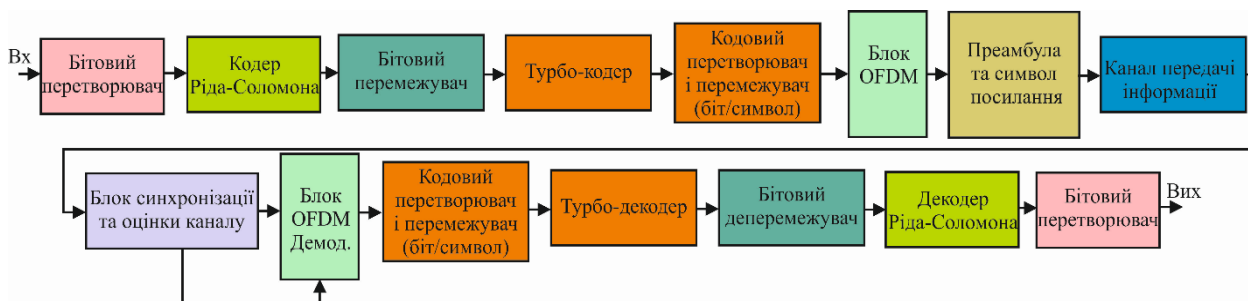 Вх
Бітовий
перетворювач
Кодер
Ріда-Соломона
Бітовий
перемежувач
Турбо-кодер
Кодовий
перетворювач
і перемежувач
(біт/символ)
Блок
OFDM
Преамбула
та символ
посилання
Канал передачі
інформації
Блок синхронізації
та оцінки каналу
Блок
OFDM
Демод.
Кодовий
перетворювач
і перемежувач
(біт/символ)
Турбо-декодер
Бітовий
деперемежувач
Декодер
Ріда-Соломона
Бітовий
перетворювач
Вих